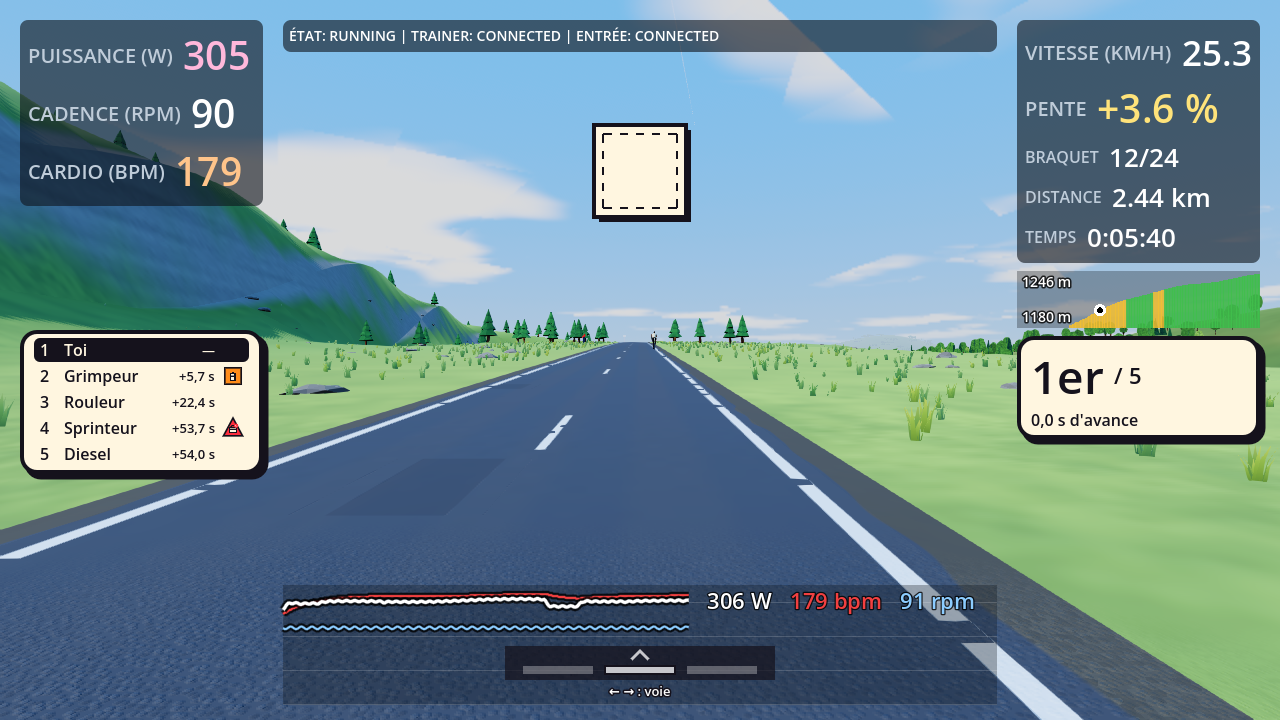 PUISSANCE (W) 305
CADENCE (RPM) 90
CARDIO (BPM) 179
ÉTAT: RUNNING | TRAINER: CONNECTED | ENTRÉE: CONNECTED
VITESSE (KM/H) 25.3
PENTE +3.6 %
BRAQUET 12/24
DISTANCE 2.44 km
TEMPS 0:05:40
1246 m
1180 m
1 Toi —
2 Grimpeur +5,7 s
3 Rouleur +22,4 s
4 Sprinteur +53,7 s
5 Diesel +54,0 s
1er / 5
0,0 s d'avance
306 W 179 bpm 91 rpm
← → : voie